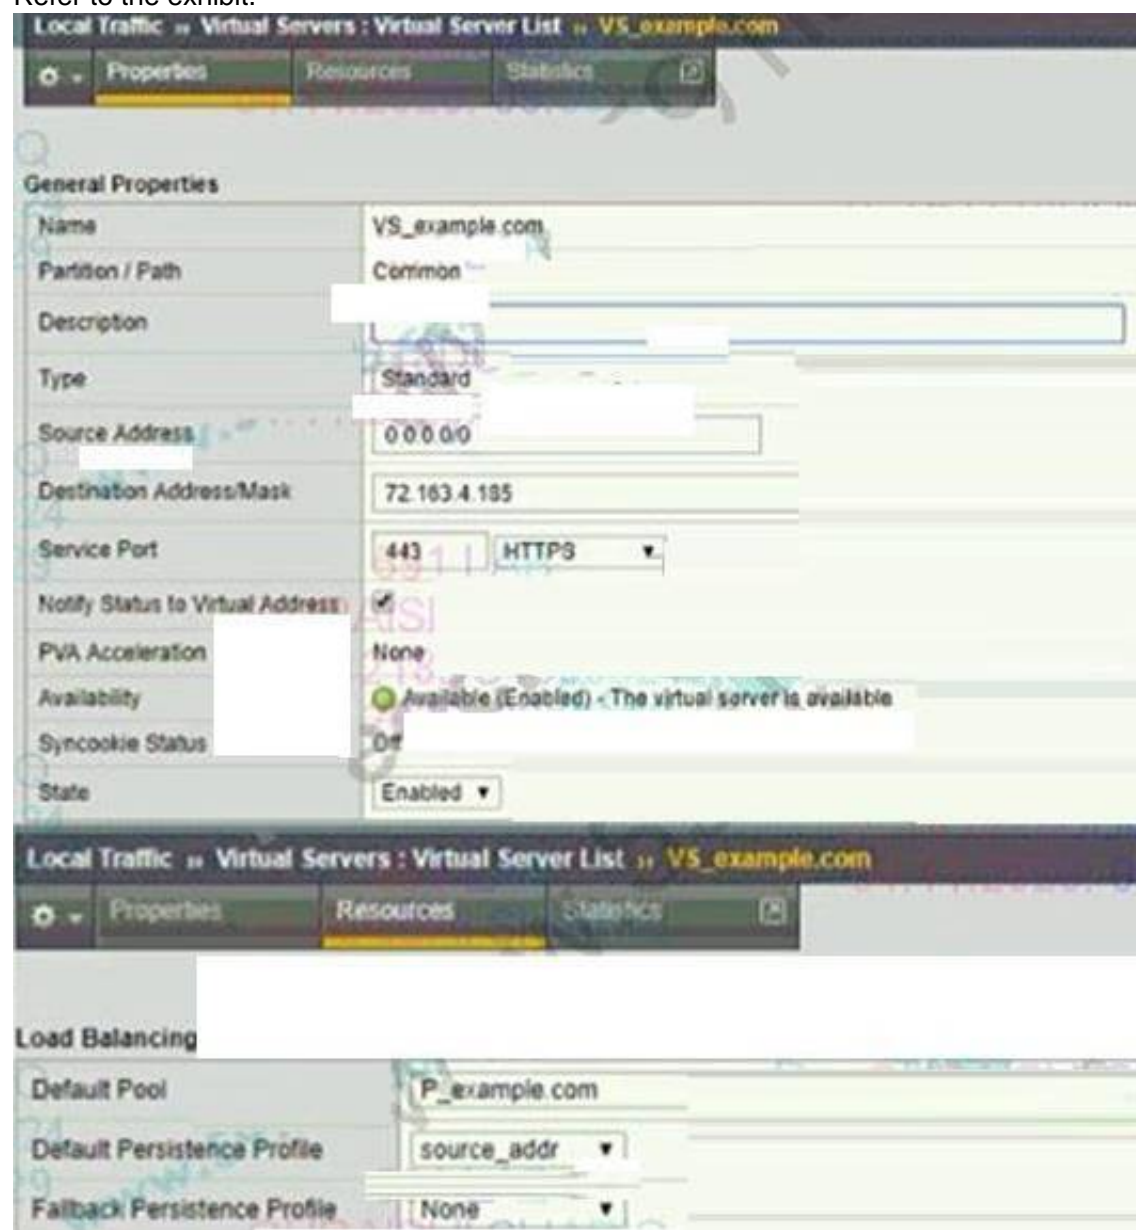 Refer to the exhibit.
Local Traffic » Virtual Servers : Virtual Server List » VS_example.com
Properties Resources Statistics
General Properties
Name VS_example.com
Partition / Path Common
Description
Type Standard
Source Address 0.0.0.0/0
Destination Address/Mask 72.163.4.185
Service Port 443 HTTPS
Notify Status to Virtual Address
PVA Acceleration None
Availability Available (Enabled) - The virtual server is available
Syncookie Status Off
State Enabled
Local Traffic » Virtual Servers : Virtual Server List » VS_example.com
Properties Resources Statistics
Load Balancing
Default Pool P_example.com
Default Persistence Profile source_addr
Fallback Persistence Profile None